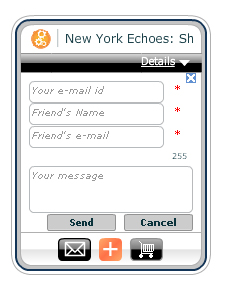 New York Echoes: Sh
Details
Your e-mail id *
Friend's Name *
Friend's e-mail *
255
Your message
Send Cancel